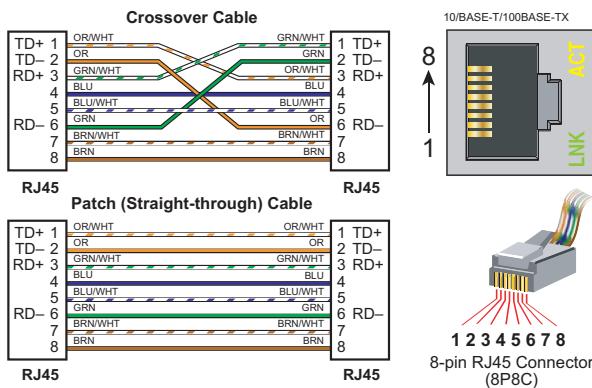 Crossover Cable
TD+ 1 OR/WHT GRN/WHT 1 TD+
TD– 2 OR GRN 2 TD–
RD+ 3 GRN/WHT OR/WHT 3 RD+
4 BLU BLU 4
5 BLU/WHT BLU/WHT 5
RD– 6 GRN OR 6 RD–
7 BRN/WHT BRN/WHT 7
8 BRN BRN 8
RJ45 RJ45
Patch (Straight-through) Cable
TD+ 1 OR/WHT OR/WHT 1 TD+
TD– 2 OR OR 2 TD–
RD+ 3 GRN/WHT GRN/WHT 3 RD+
4 BLU BLU 4
5 BLU/WHT BLU/WHT 5
RD– 6 GRN GRN 6 RD–
7 BRN/WHT BRN/WHT 7
8 BRN BRN 8
RJ45 RJ45
10/BASE-T/100BASE-TX
8
1
ACT
LNK
1 2 3 4 5 6 7 8
8-pin RJ45 Connector
(8P8C)